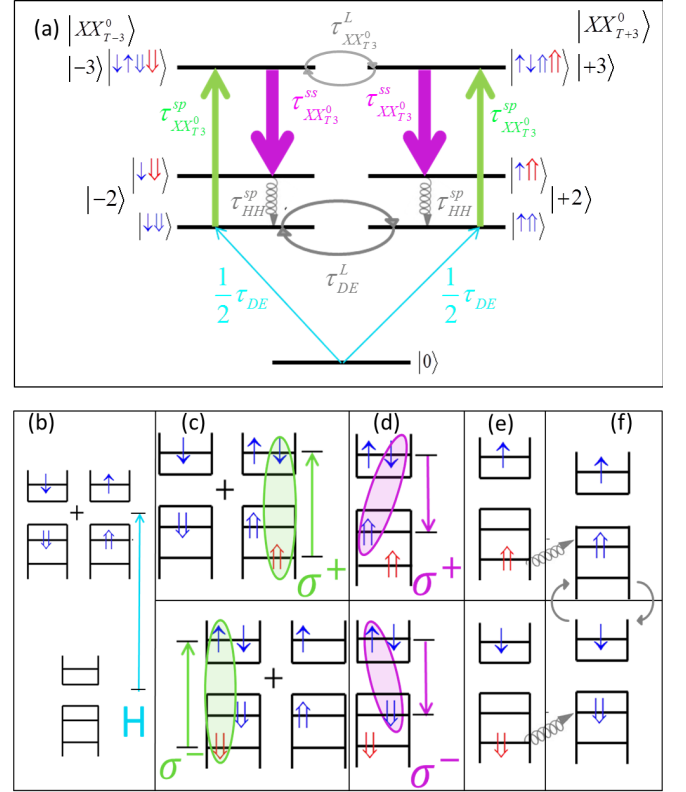 (a)
|XX⁰_{T-3}⟩ τ^L_{XX⁰_{T3}} |XX⁰_{T+3}⟩
|-3⟩ |↓↑⇓⇓⟩ |↑↓⇑⇑⟩ |+3⟩
τ^{sp}_{XX⁰_{T3}} τ^{ss}_{XX⁰_{T3}} τ^{ss}_{XX⁰_{T3}} τ^{sp}_{XX⁰_{T3}}
|↓⇓⟩ |↑⇑⟩
|-2⟩ τ^{sp}_{HH} τ^{sp}_{HH} |+2⟩
|↓⇓⟩ |↑⇑⟩
τ^L_{DE}
1/2 τ_{DE} 1/2 τ_{DE}
|0⟩
(b) (c) (d) (e) (f)
+
+
σ+ σ+
+
H
σ− σ−